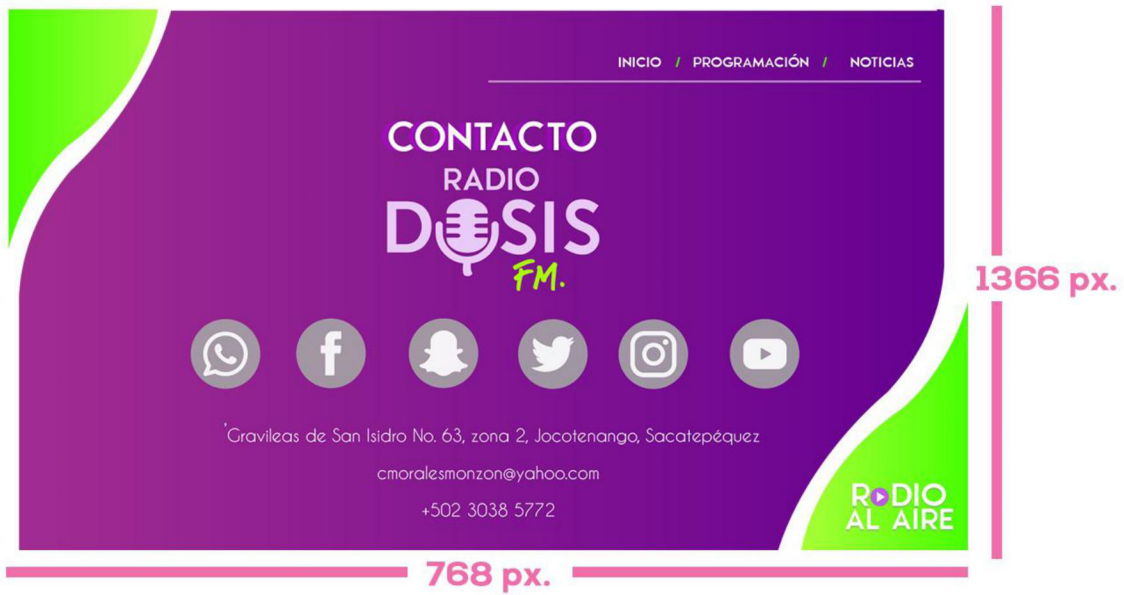 INICIO / PROGRAMACIÓN / NOTICIAS
CONTACTO
RADIO
DOSIS
FM.
'Gravileas de San Isidro No. 63, zona 2, Jocotenango, Sacatepéquez
cmoralesmonzon@yahoo.com
+502 3038 5772
RADIO
AL AIRE
1366 px.
768 px.